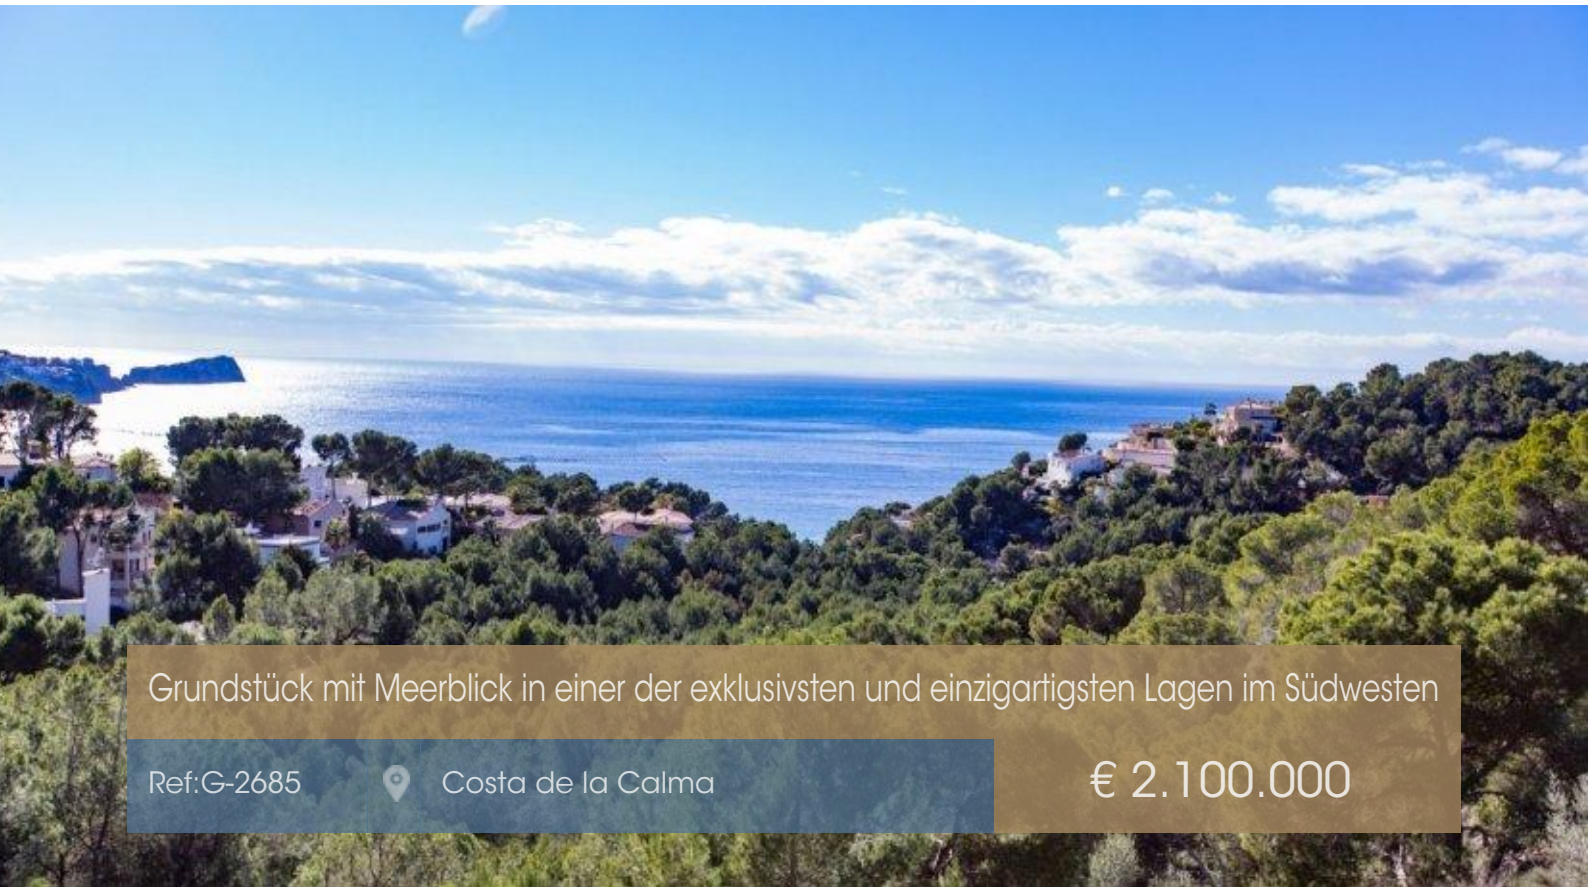 Grundstück mit Meerblick in einer der exklusivsten und einzigartigsten Lagen im Südwesten
Ref:G-2685 Costa de la Calma € 2.100.000